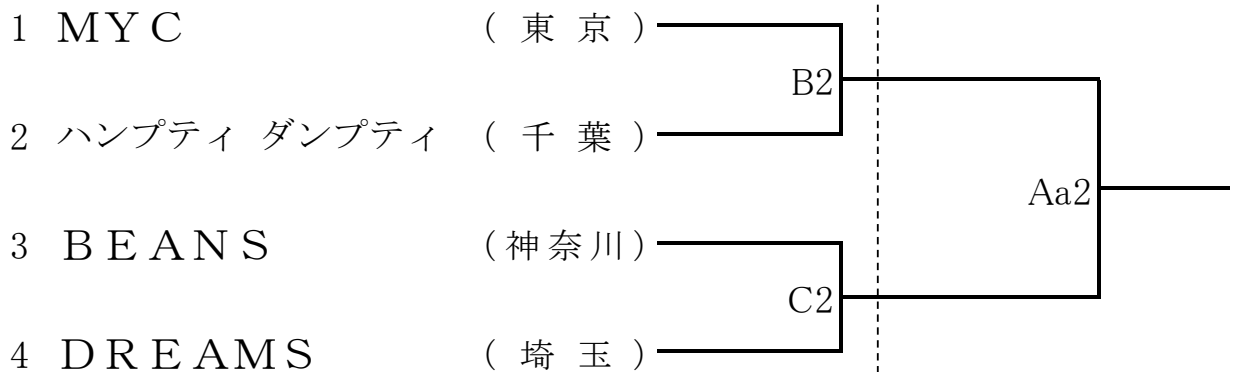 1 MYC (東京)
B2
2 ハンプティ ダンプティ (千葉)
Aa2
3 BEANS (神奈川)
C2
4 DREAMS (埼玉)